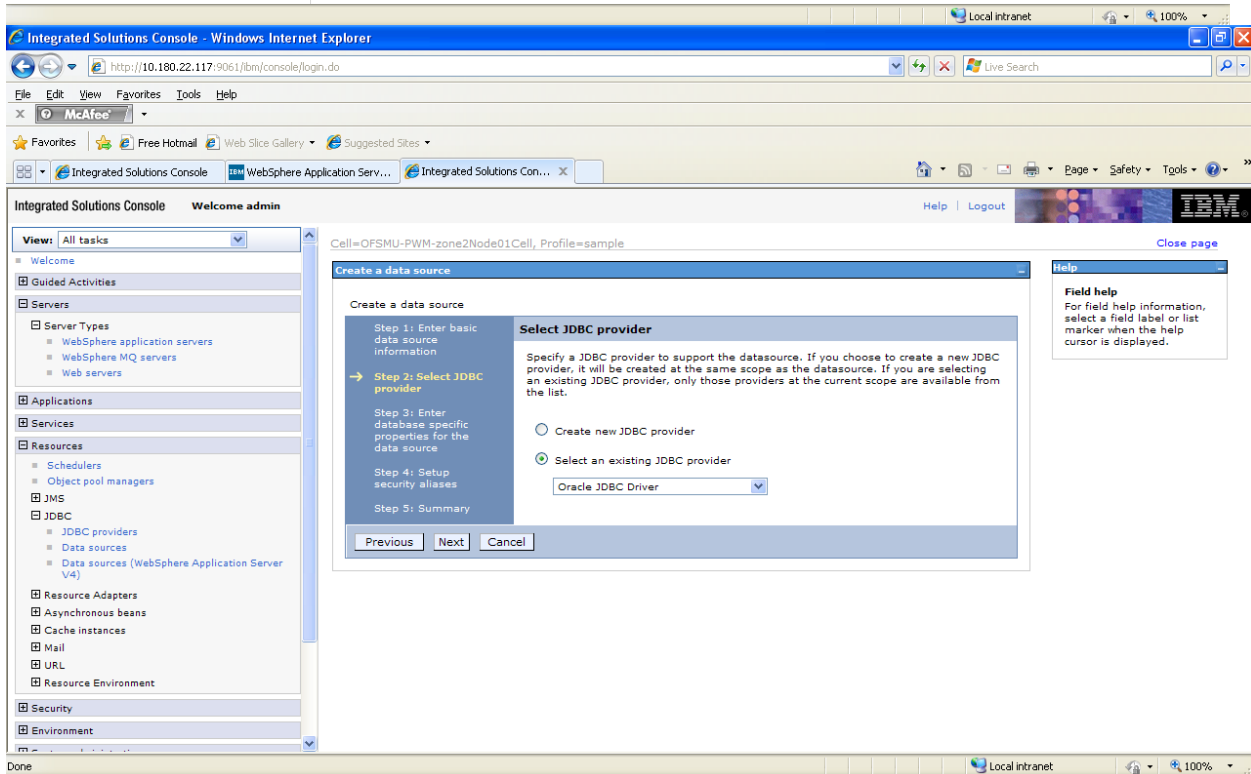 Local intranet 100%
Integrated Solutions Console - Windows Internet Explorer
http://10.180.22.117:9061/ibm/console/login.do
Live Search
File Edit View Favorites Tools Help
X McAfee
Favorites Free Hotmail Web Slice Gallery Suggested Sites
Integrated Solutions Console WebSphere Application Serv... Integrated Solutions Con... X
Page Safety Tools »
Integrated Solutions Console Welcome admin
Help | Logout
IBM®
View: All tasks
Welcome
Guided Activities
Servers
Server Types
WebSphere application servers
WebSphere MQ servers
Web servers
Applications
Services
Resources
Schedulers
Object pool managers
JMS
JDBC
JDBC providers
Data sources
Data sources (WebSphere Application Server
V4)
Resource Adapters
Asynchronous beans
Cache instances
Mail
URL
Resource Environment
Security
Environment
Cell=OFSMU-PWM-zone2Node01Cell, Profile=sample
Close page
Create a data source
Create a data source
Step 1: Enter basic
data source
information
Step 2: Select JDBC
provider
Step 3: Enter
database specific
properties for the
data source
Step 4: Setup
security aliases
Step 5: Summary
Select JDBC provider
Specify a JDBC provider to support the datasource. If you choose to create a new JDBC
provider, it will be created at the same scope as the datasource. If you are selecting
an existing JDBC provider, only those providers at the current scope are available from
the list.
Create new JDBC provider
Select an existing JDBC provider
Oracle JDBC Driver
Previous Next Cancel
Help
Field help
For field help information,
select a field label or list
marker when the help
cursor is displayed.
Done
Local intranet 100%